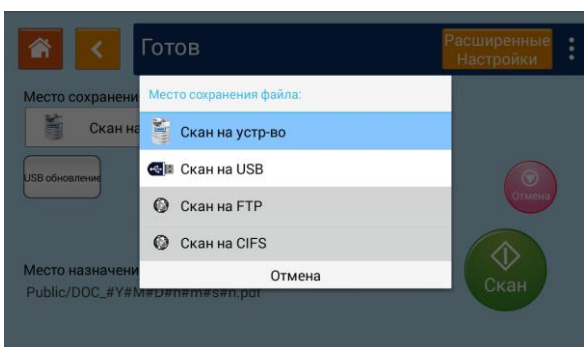 Готов
Расширенные
Настройки
Место сохранени
Место сохранения файла:
Скан на
Скан на устр-во
Скан на USB
USB обновление
Отмена
Скан на FTP
Скан на CIFS
Скан
Место назначени
Отмена
Public/DOC_#Y#M#D#h#m#s#n.pdf